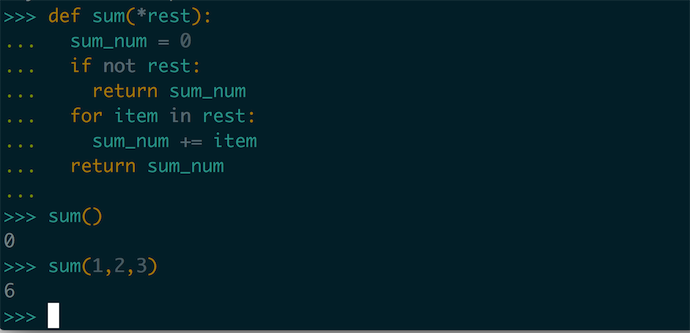 >>> def sum(*rest):
...   sum_num = 0
...   if not rest:
...     return sum_num
...   for item in rest:
...     sum_num += item
...   return sum_num
...
>>> sum()
0
>>> sum(1,2,3)
6
>>>